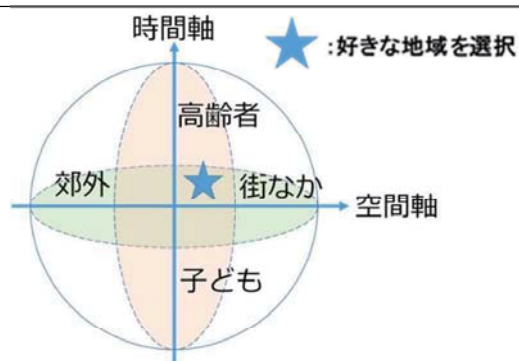 時間軸
:好きな地域を選択
高齢者
郊外
街なか
空間軸
子ども